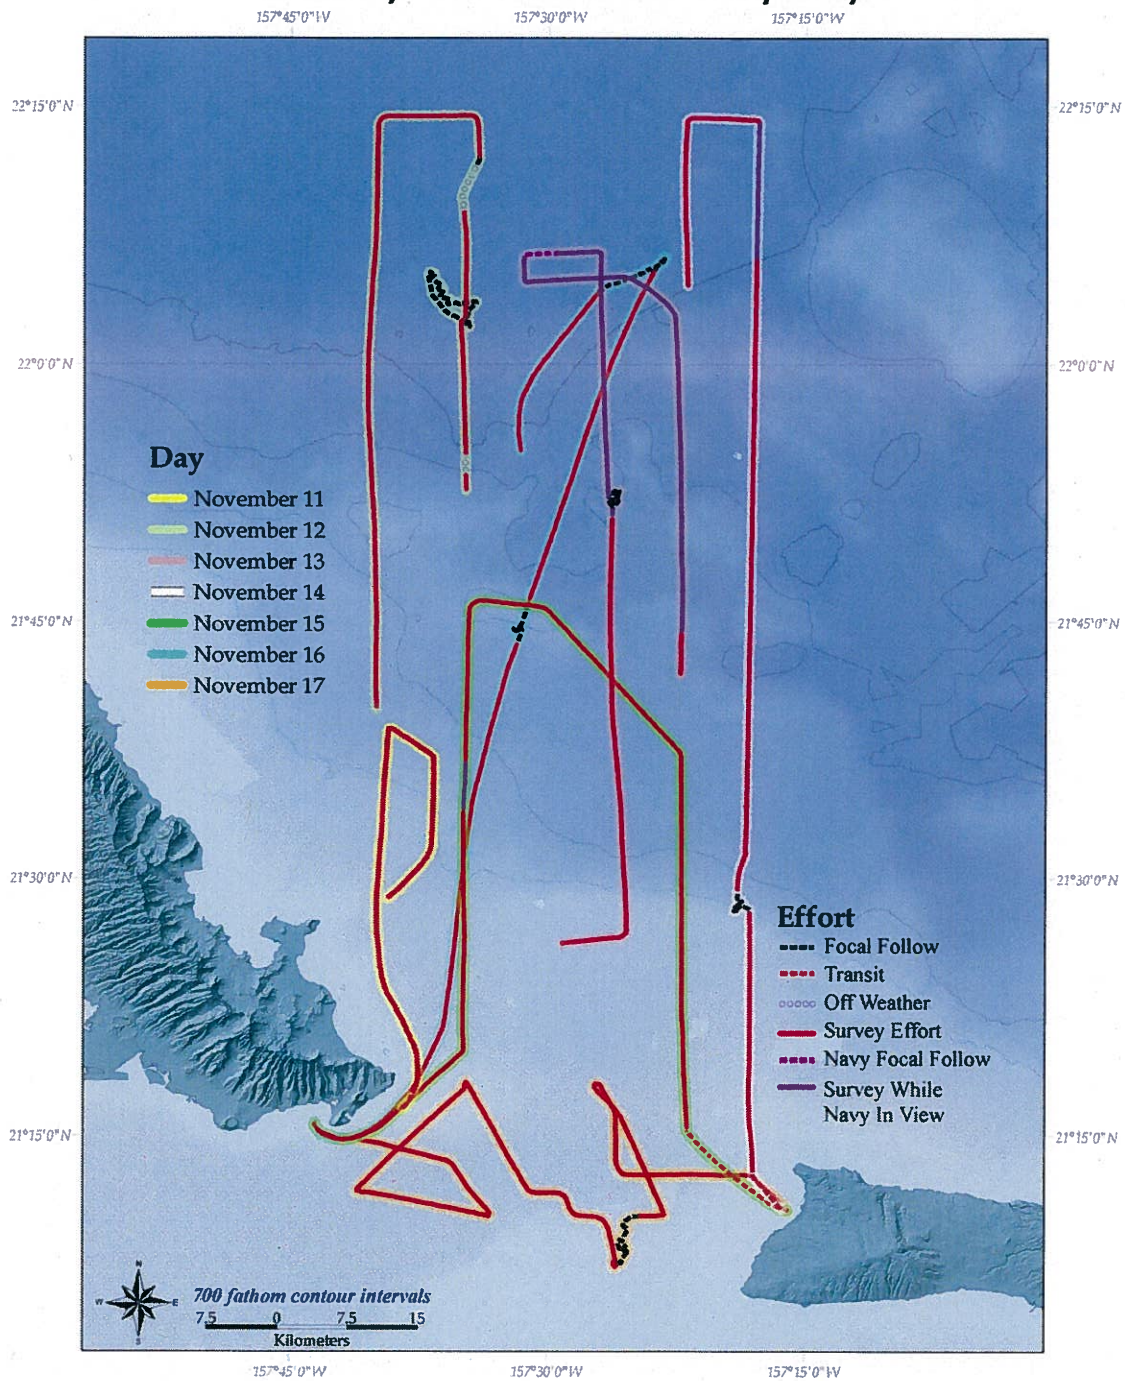 157°45'0"W 157°30'0"W 157°15'0"W
22°15'0"N 22°15'0"N
22°0'0"N 22°0'0"N
Day
November 11
November 12
November 13
November 14
November 15
November 16
November 17
21°45'0"N 21°45'0"N
21°30'0"N 21°30'0"N
Effort
Focal Follow
Transit
Off Weather
Survey Effort
Navy Focal Follow
Survey While
Navy In View
21°15'0"N 21°15'0"N
N
W E
S
700 fathom contour intervals
7.5 0 7.5 15
Kilometers
157°45'0"W 157°30'0"W 157°15'0"W